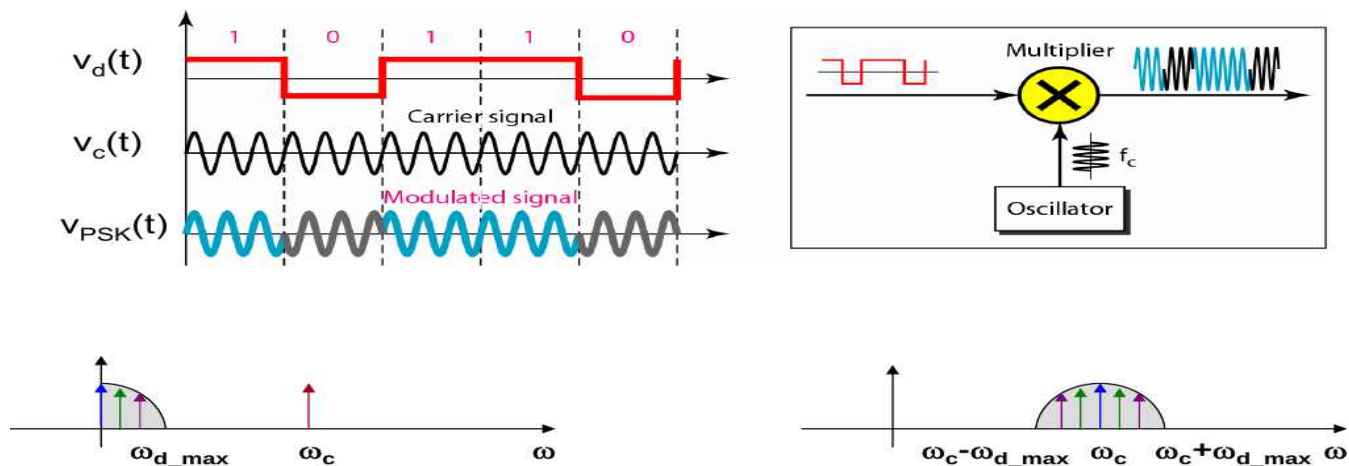 1 0 1 1 0
v_d(t)
Carrier signal
v_c(t)
Modulated signal
v_PSK(t)
Multiplier
f_c
Oscillator
ω_d_max ω_c ω
ω_c-ω_d_max ω_c ω_c+ω_d_max ω